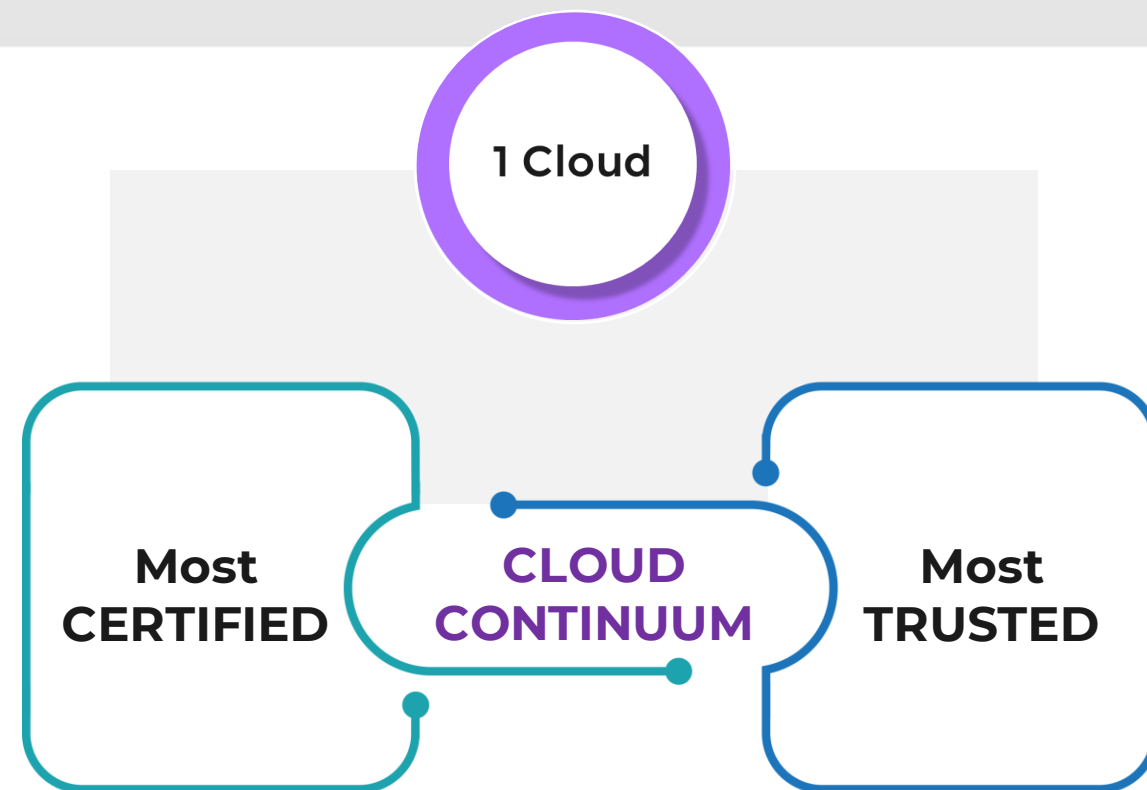 1 Cloud
Most
CERTIFIED
CLOUD
CONTINUUM
Most
TRUSTED